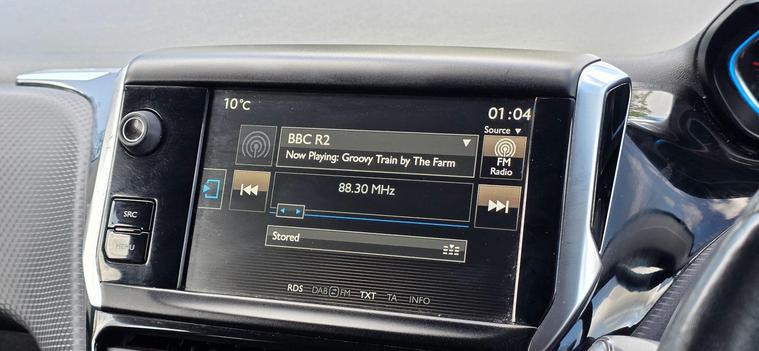 10°C
01:04
Source ▼
BBC R2 ▼
Now Playing: Groovy Train by The Farm
FM
Radio
88.30 MHz
SRC
MENU
Stored
RDS DAB FM TXT TA INFO